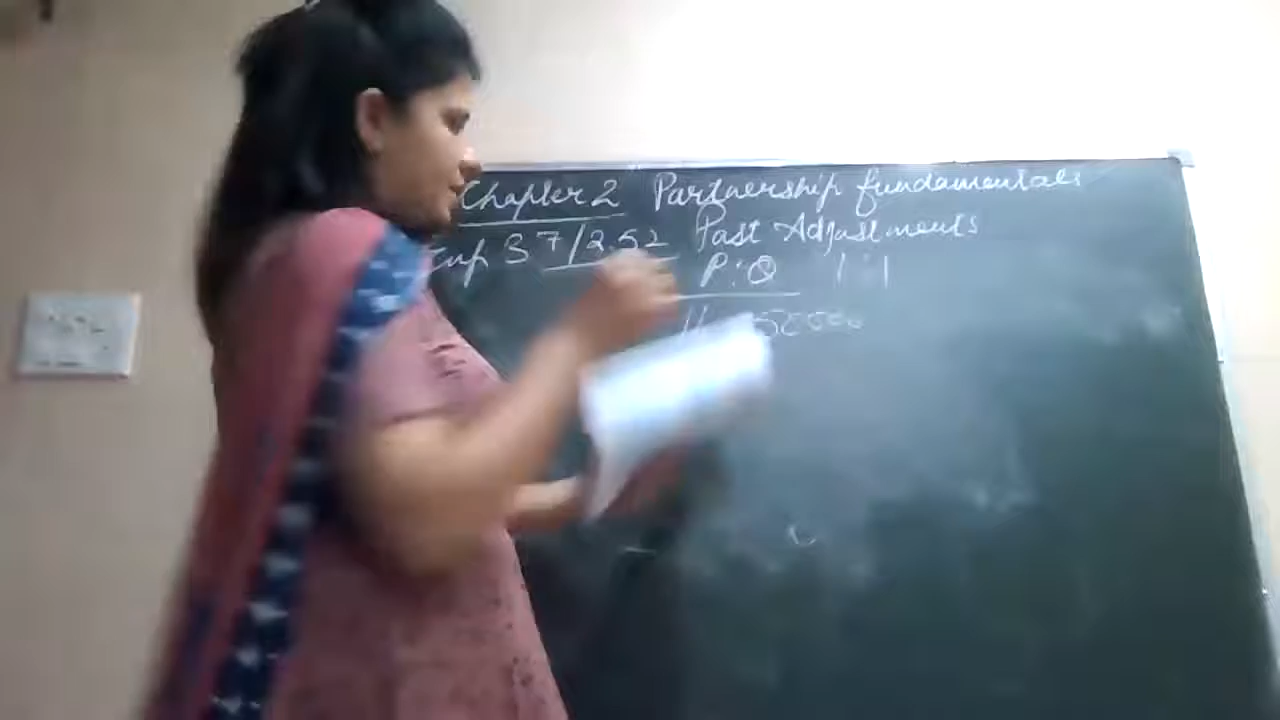 Chapter 2 Partnership fundamentals
37/2.52 Past Adjustments
P:Q 1:1